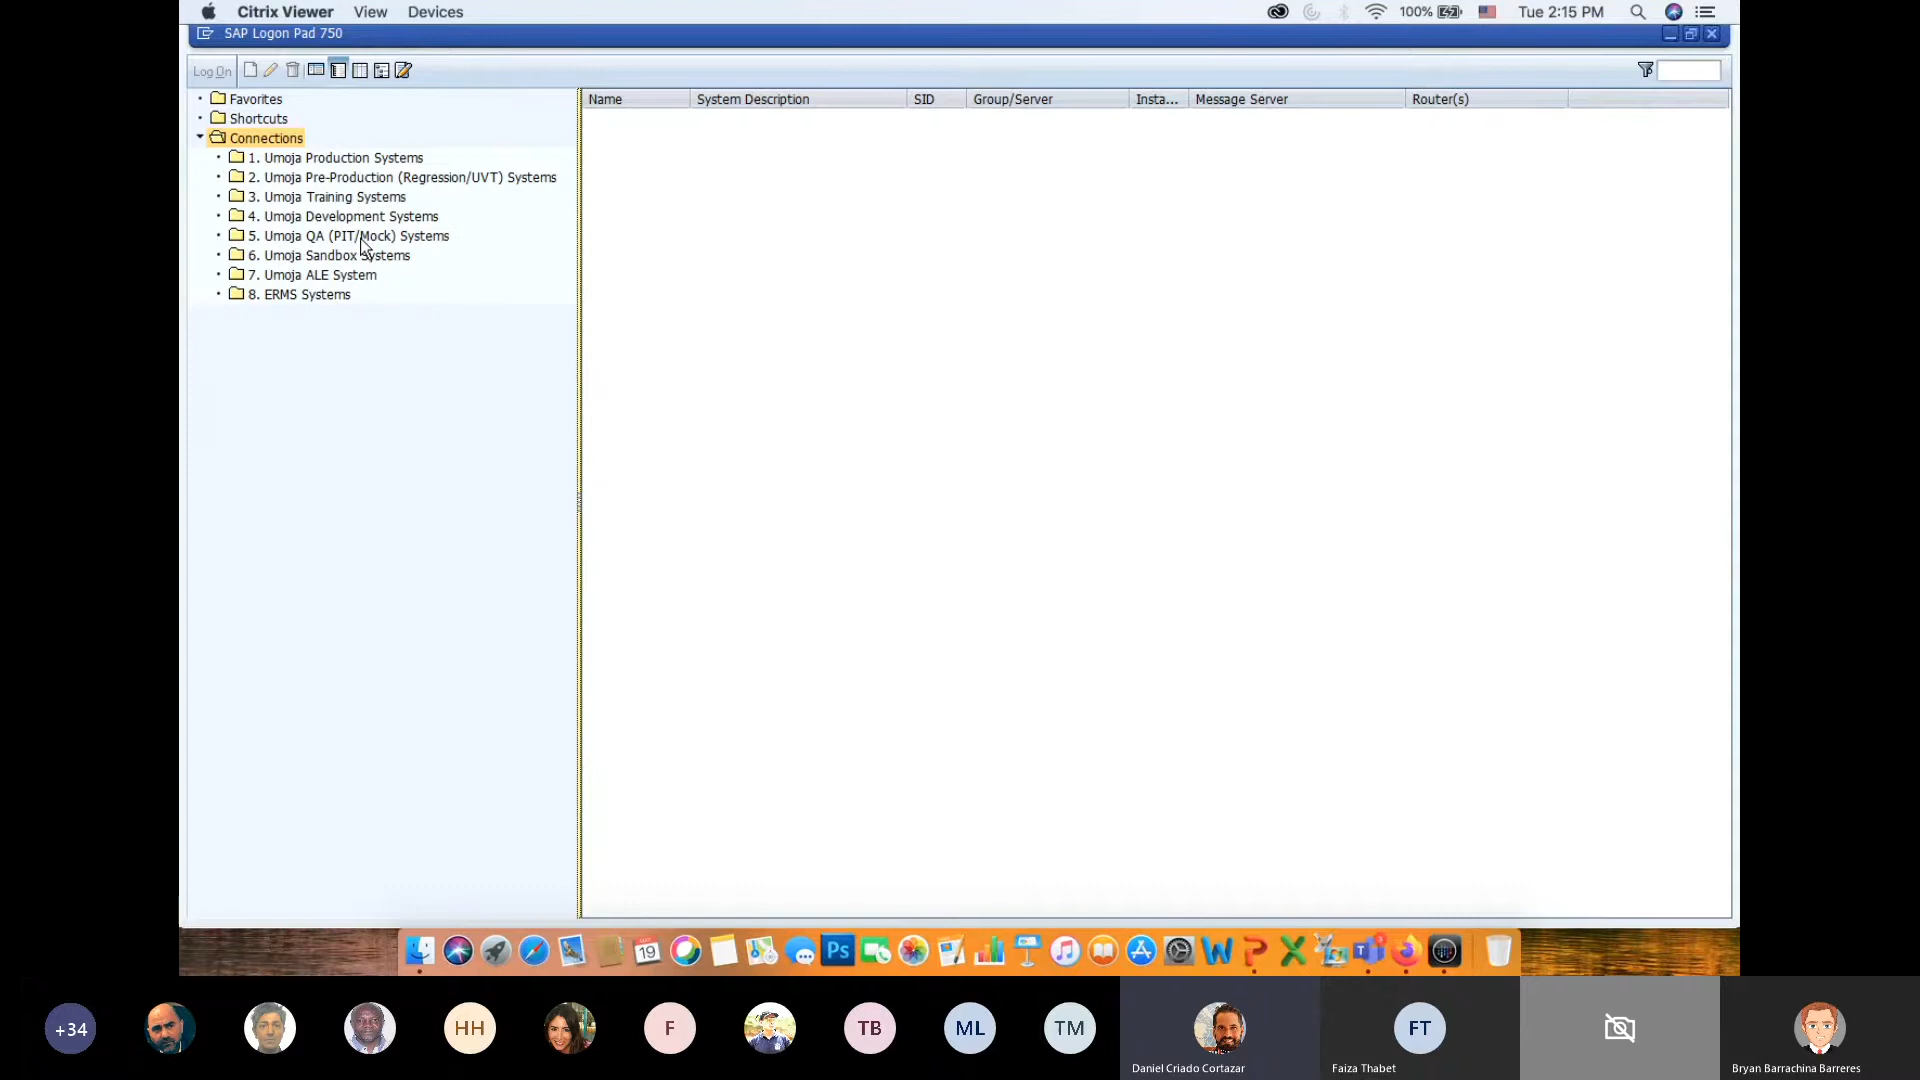 Citrix Viewer View Devices 100% Tue 2:15 PM
SAP Logon Pad 750
Log On
Favorites
Shortcuts
Connections
1. Umoja Production Systems
2. Umoja Pre-Production (Regression/UVT) Systems
3. Umoja Training Systems
4. Umoja Development Systems
5. Umoja QA (PIT/Mock) Systems
6. Umoja Sandbox Systems
7. Umoja ALE System
8. ERMS Systems
Name System Description SID Group/Server Insta... Message Server Router(s)
19 Ps
+34 HH F TB ML TM FT
Daniel Criado Cortazar Faiza Thabet Bryan Barrachina Barreres